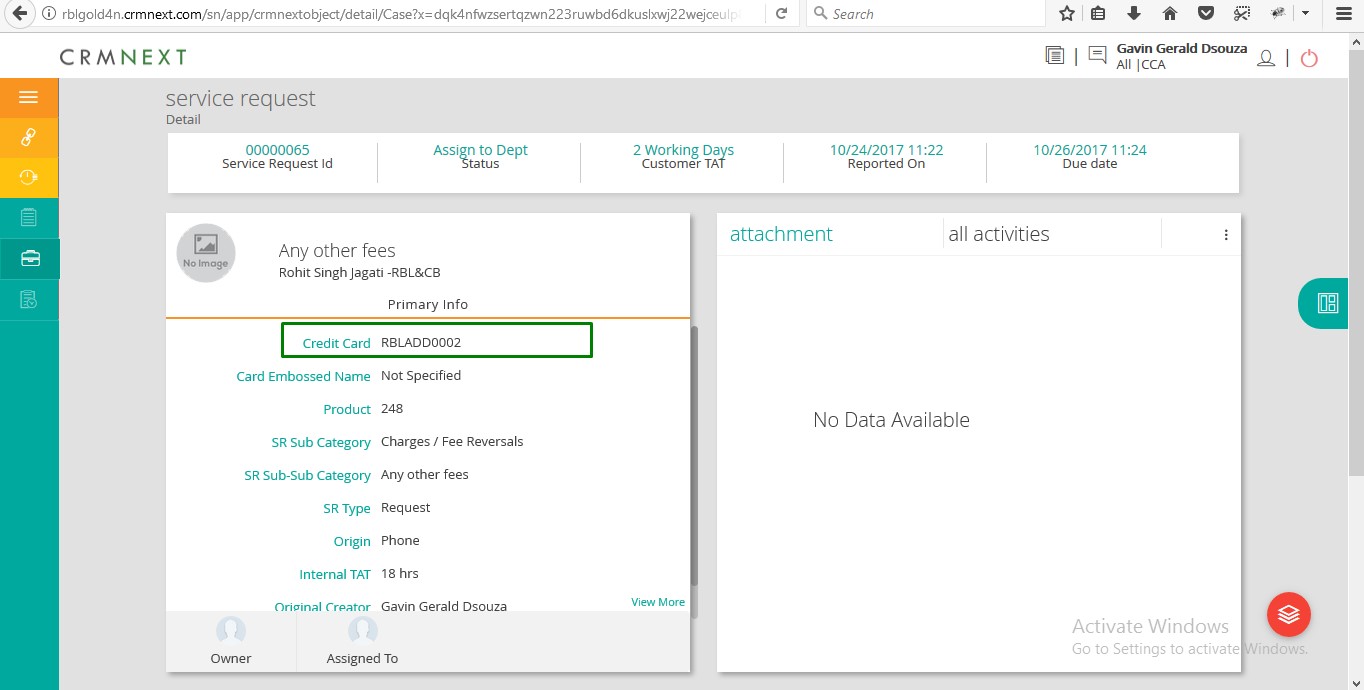 rblgold4n.crmnext.com/sn/app/crmnextobject/detail/Case?x=dqk4nfwzsertqzwn223ruwbd6dkuslxwj22wejceulp
Search
CRMNEXT
Gavin Gerald Dsouza
All |CCA
service request
Detail
00000065
Service Request Id
Assign to Dept
Status
2 Working Days
Customer TAT
10/24/2017 11:22
Reported On
10/26/2017 11:24
Due date
No Image
Any other fees
Rohit Singh Jagati -RBL&CB
Primary Info
Credit Card RBLADD0002
Card Embossed Name Not Specified
Product 248
SR Sub Category Charges / Fee Reversals
SR Sub-Sub Category Any other fees
SR Type Request
Origin Phone
Internal TAT 18 hrs
Original Creator Gavin Gerald Dsouza
View More
Owner
Assigned To
attachment
all activities
No Data Available
Activate Windows
Go to Settings to activate Windows.